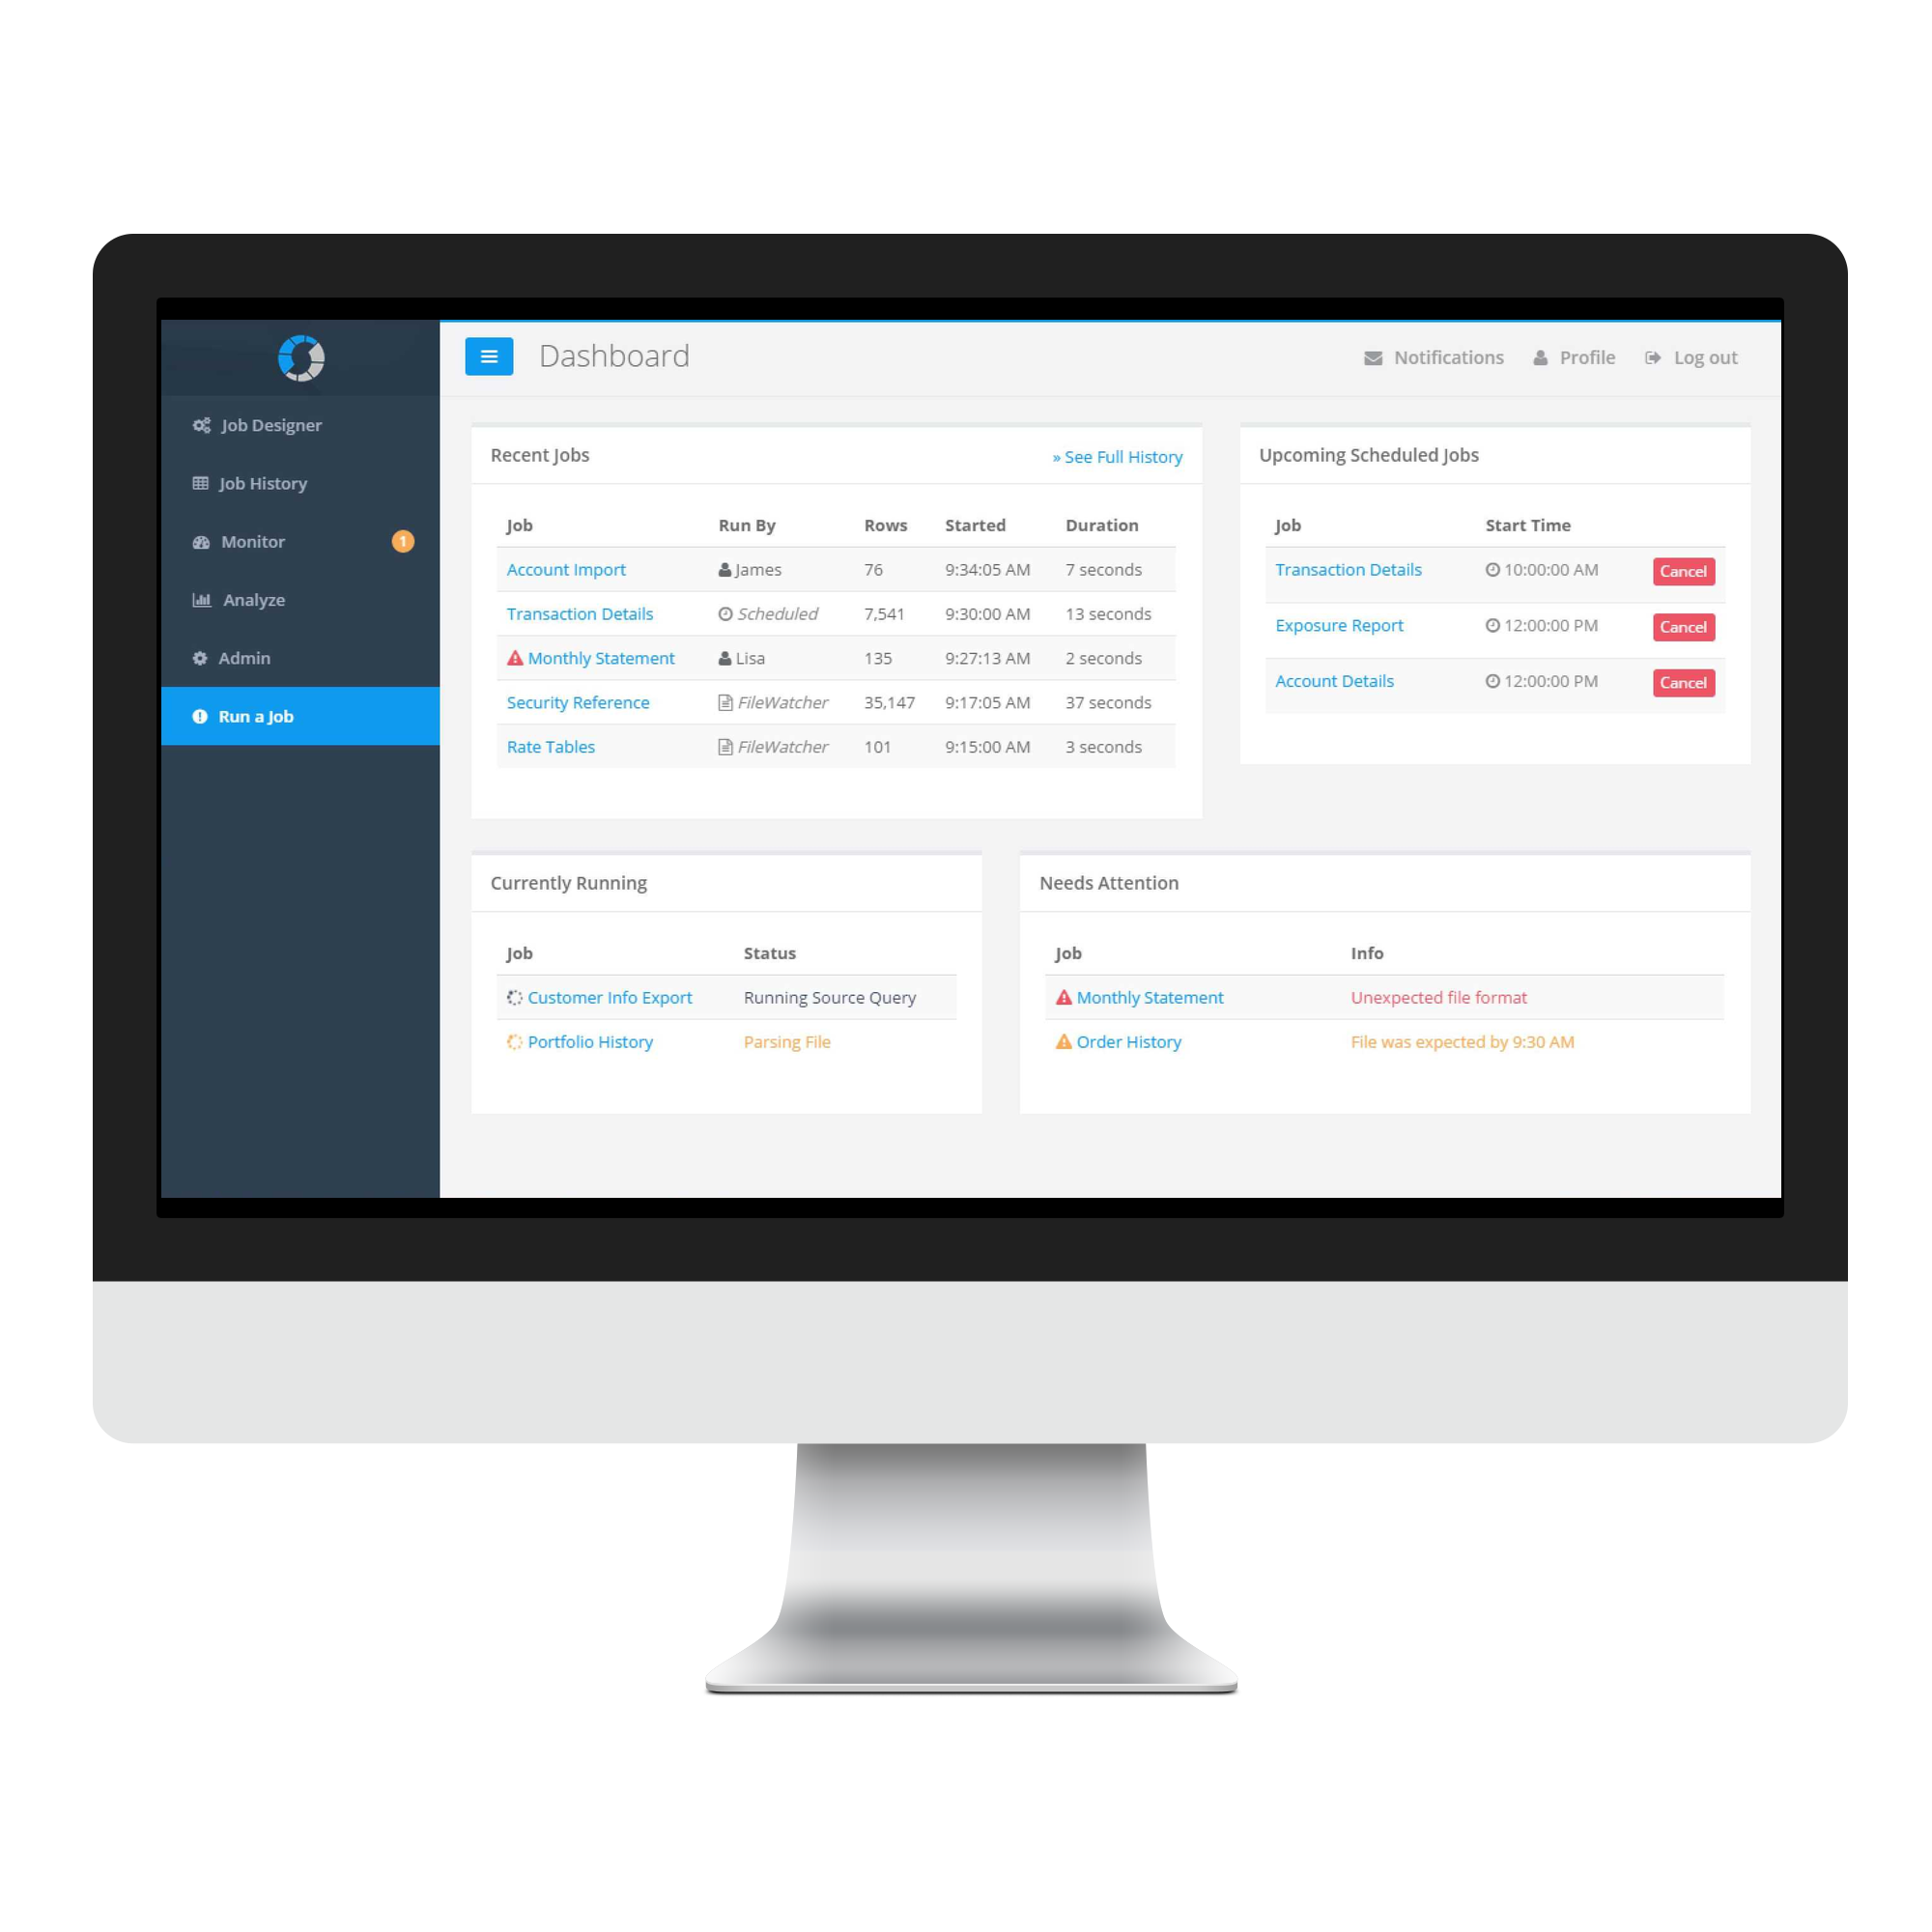 Dashboard
Notifications Profile Log out
Job Designer
Job History
Monitor 1
Analyze
Admin
Run a Job
Recent Jobs » See Full History
Job Run By Rows Started Duration
Account Import James 76 9:34:05 AM 7 seconds
Transaction Details Scheduled 7,541 9:30:00 AM 13 seconds
Monthly Statement Lisa 135 9:27:13 AM 2 seconds
Security Reference FileWatcher 35,147 9:17:05 AM 37 seconds
Rate Tables FileWatcher 101 9:15:00 AM 3 seconds
Upcoming Scheduled Jobs
Job Start Time
Transaction Details 10:00:00 AM Cancel
Exposure Report 12:00:00 PM Cancel
Account Details 12:00:00 PM Cancel
Currently Running
Job Status
Customer Info Export Running Source Query
Portfolio History Parsing File
Needs Attention
Job Info
Monthly Statement Unexpected file format
Order History File was expected by 9:30 AM